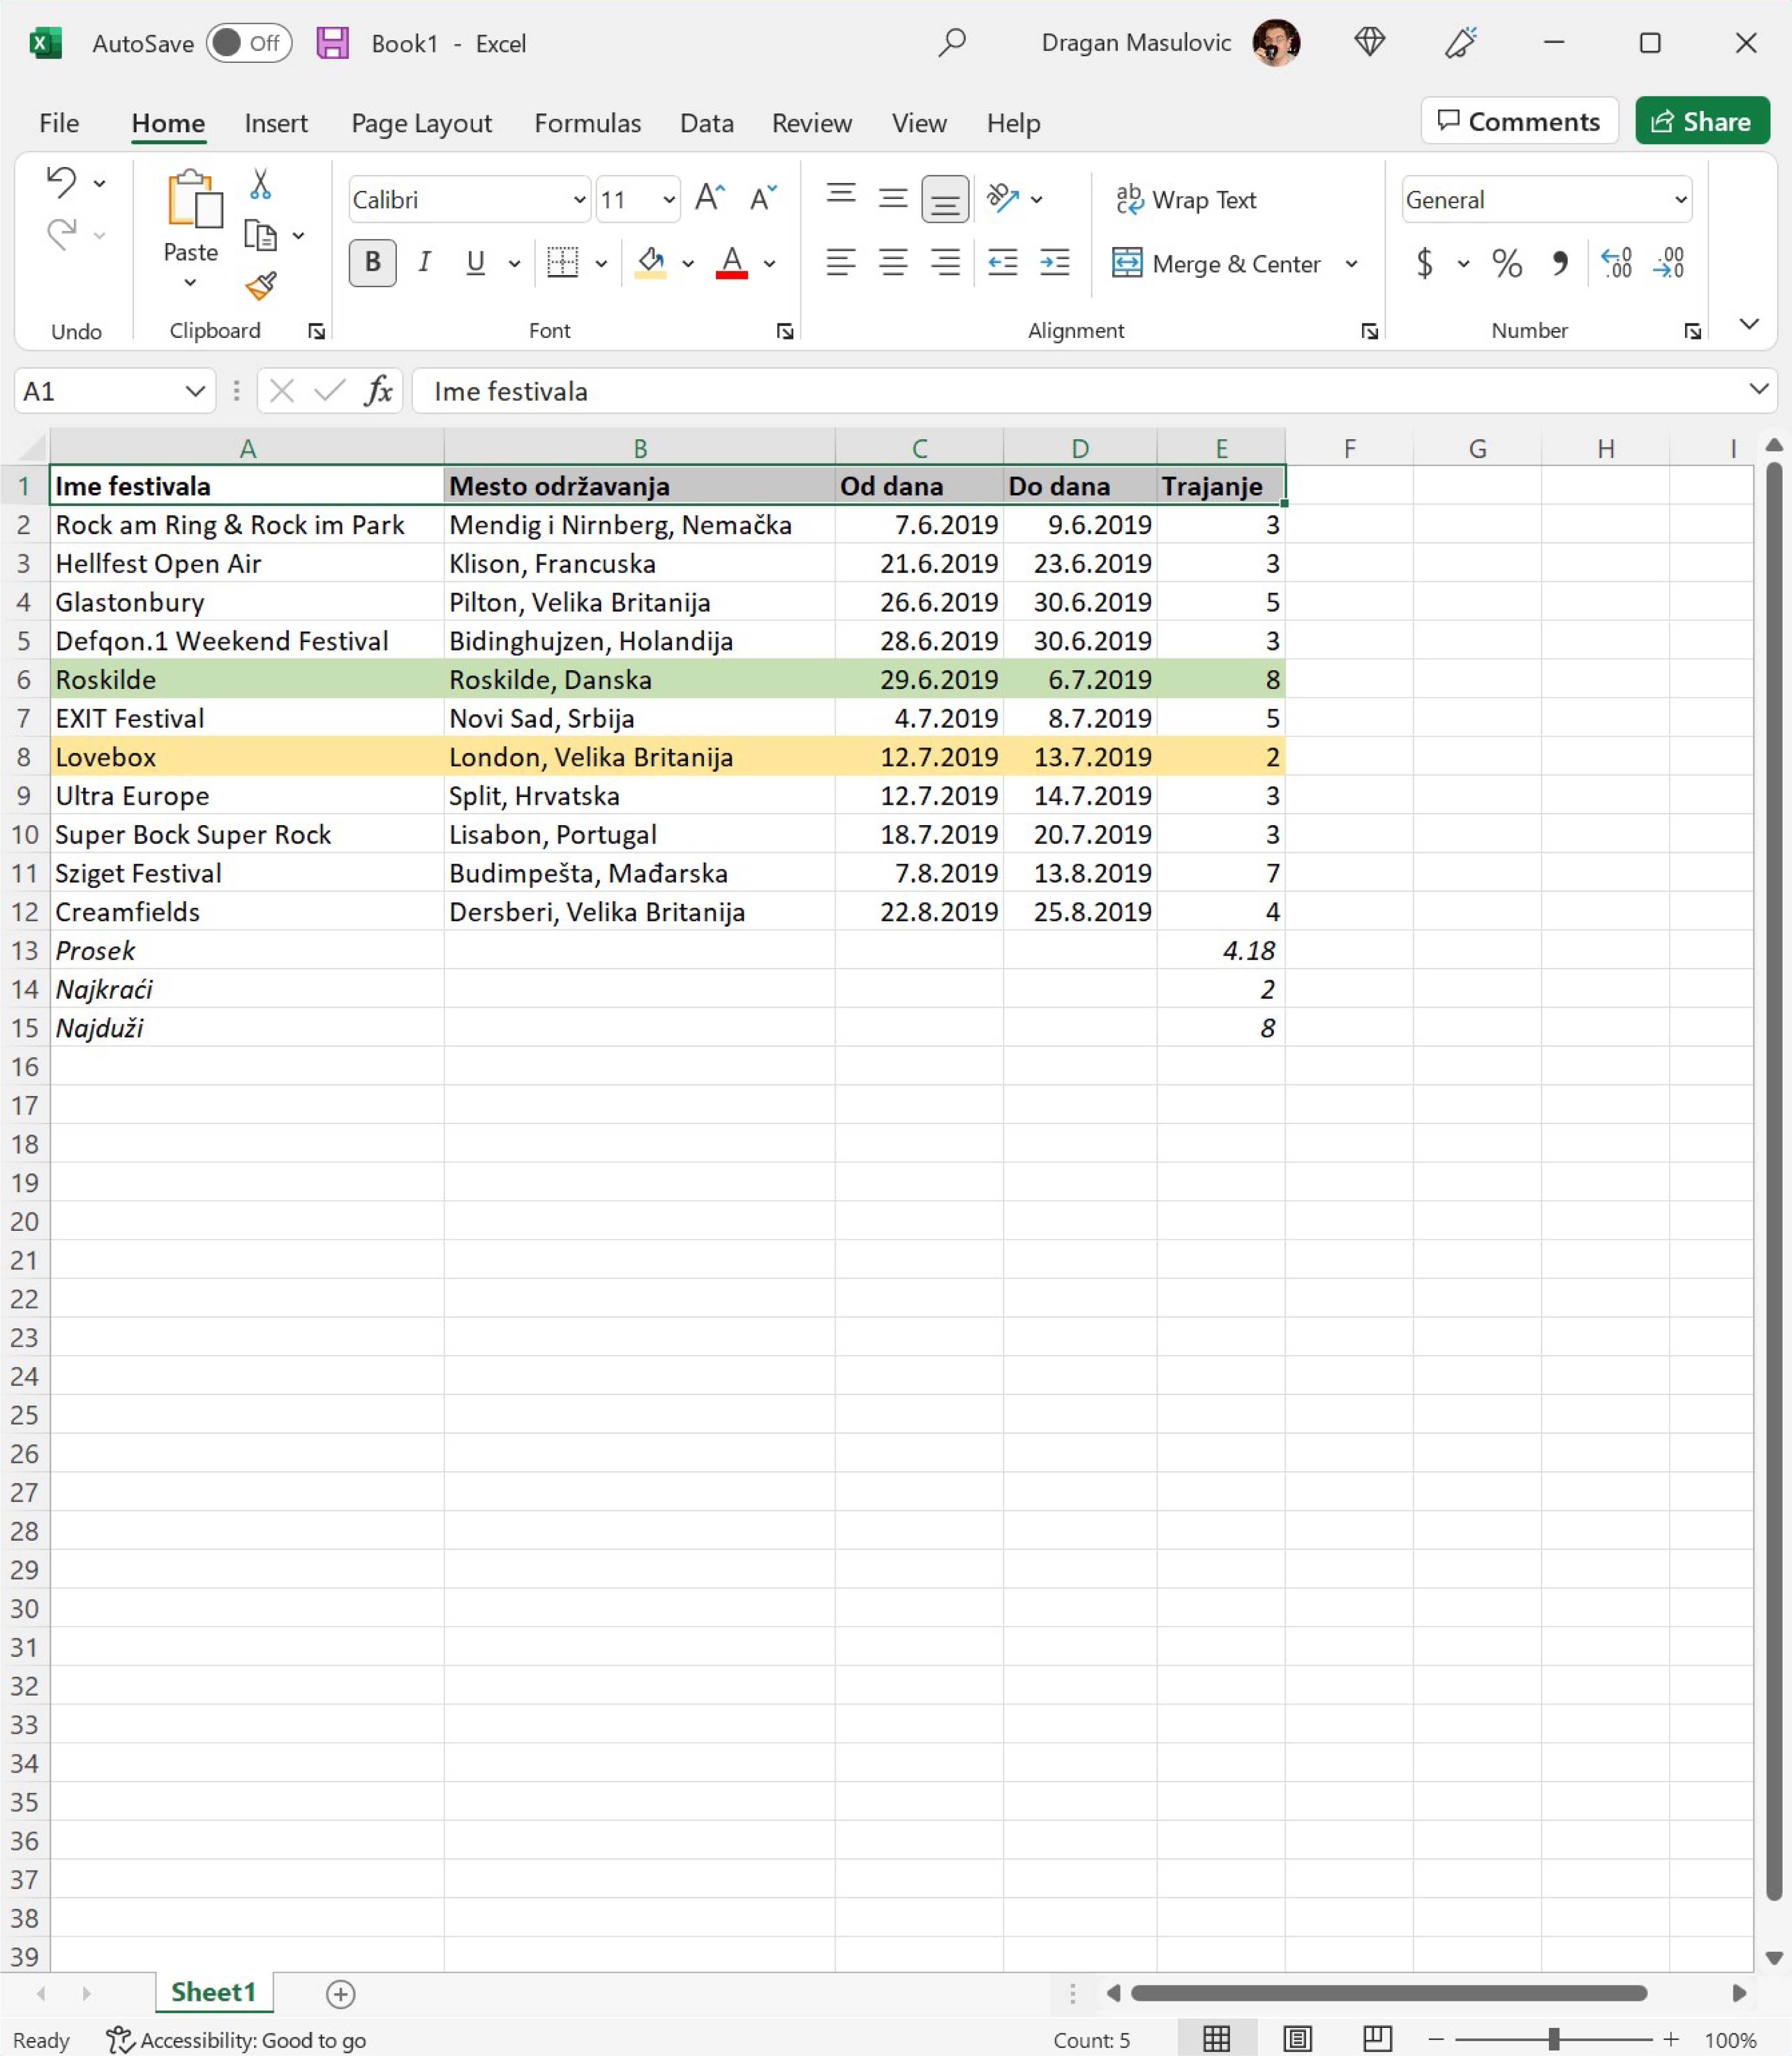 AutoSave Off Book1 - Excel Dragan Masulovic
File Home Insert Page Layout Formulas Data Review View Help Comments Share
Calibri 11 Wrap Text General
Paste B I U A Merge & Center $ % 9 .00 .00
Undo Clipboard Font Alignment Number
A1 fx Ime festivala
A B C D E F G H I
1 Ime festivala Mesto održavanja Od dana Do dana Trajanje
2 Rock am Ring & Rock im Park Mendig i Nirnberg, Nemačka 7.6.2019 9.6.2019 3
3 Hellfest Open Air Klison, Francuska 21.6.2019 23.6.2019 3
4 Glastonbury Pilton, Velika Britanija 26.6.2019 30.6.2019 5
5 Defqon.1 Weekend Festival Bidinghujzen, Holandija 28.6.2019 30.6.2019 3
6 Roskilde Roskilde, Danska 29.6.2019 6.7.2019 8
7 EXIT Festival Novi Sad, Srbija 4.7.2019 8.7.2019 5
8 Lovebox London, Velika Britanija 12.7.2019 13.7.2019 2
9 Ultra Europe Split, Hrvatska 12.7.2019 14.7.2019 3
10 Super Bock Super Rock Lisabon, Portugal 18.7.2019 20.7.2019 3
11 Sziget Festival Budimpešta, Mađarska 7.8.2019 13.8.2019 7
12 Creamfields Dersberi, Velika Britanija 22.8.2019 25.8.2019 4
13 Prosek 4.18
14 Najkraći 2
15 Najduži 8
16
17
18
19
20
21
22
23
24
25
26
27
28
29
30
31
32
33
34
35
36
37
38
39
Sheet1
Ready Accessibility: Good to go Count: 5 100%